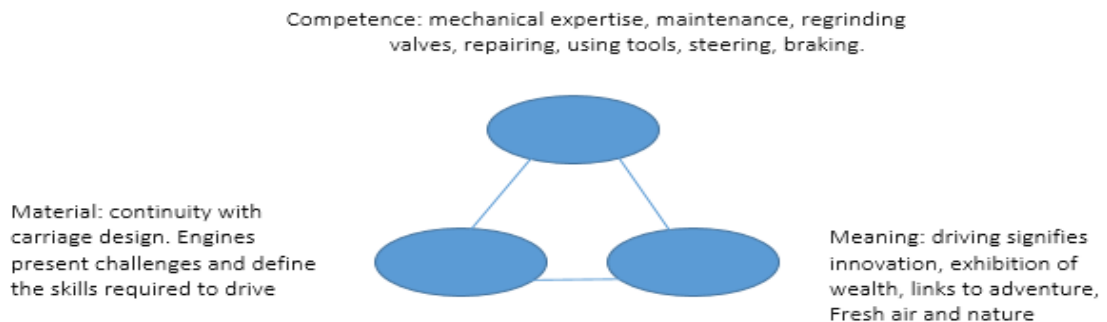 Competence: mechanical expertise, maintenance, regrinding
valves, repairing, using tools, steering, braking.
Material: continuity with
carriage design. Engines
present challenges and define
the skills required to drive
Meaning: driving signifies
innovation, exhibition of
wealth, links to adventure,
Fresh air and nature